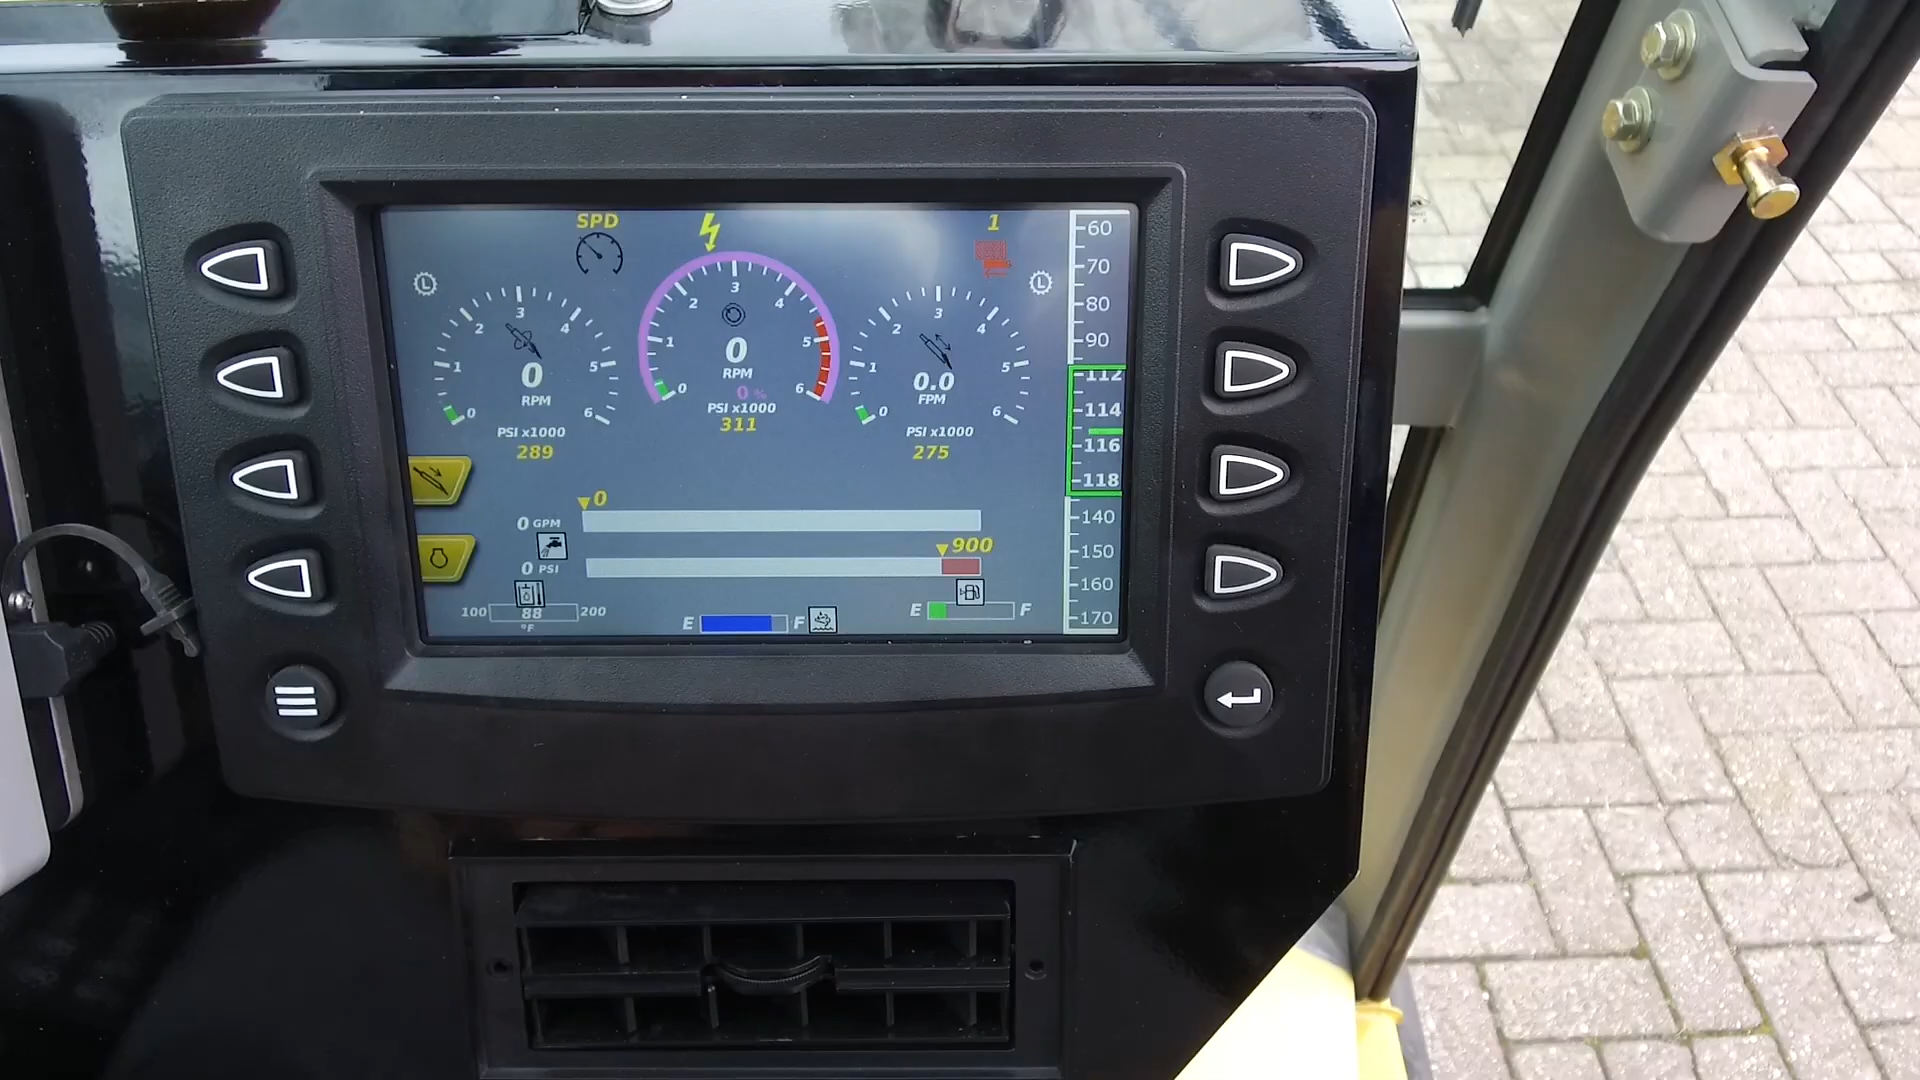 SPD
1
L
L
0 1 2 3 4 5 6
0
RPM
PSI x1000
289
0 1 2 3 4 5 6
0
RPM
0 %
PSI x1000
311
0 1 2 3 4 5 6
0.0
FPM
PSI x1000
275
0
0 GPM
900
0 PSI
100 88 200
°F
E F
E F
60
70
80
90
112
114
116
118
140
150
160
170